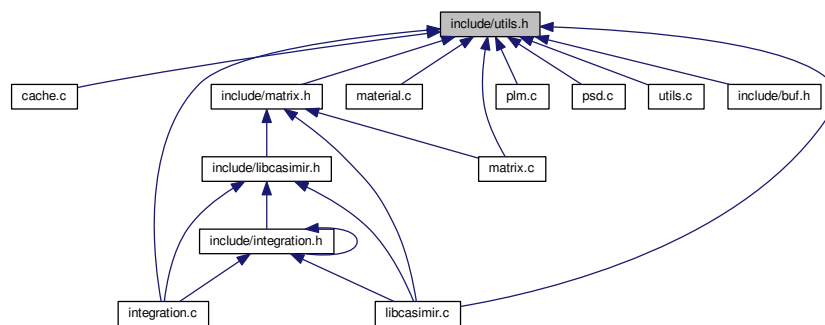 include/utils.h
cache.c
include/matrix.h
material.c
plm.c
psd.c
utils.c
include/buf.h
include/libcasimir.h
matrix.c
include/integration.h
integration.c
libcasimir.c